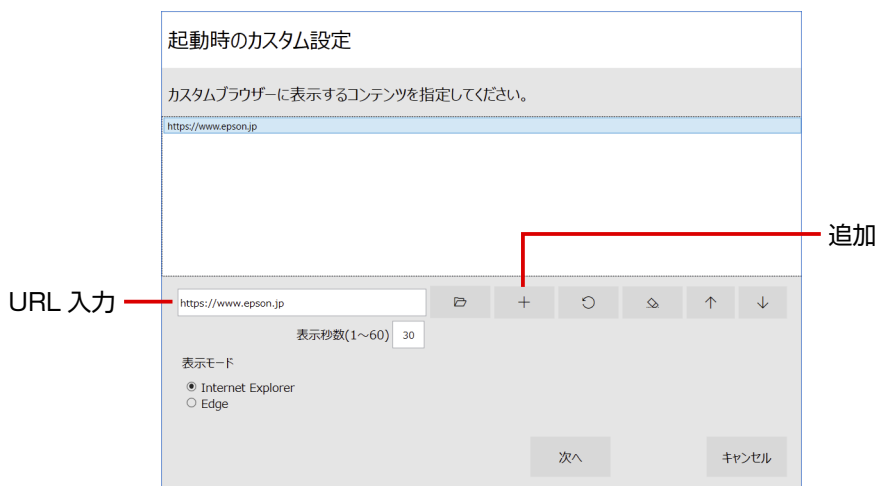 起動時のカスタム設定
カスタムブラウザーに表示するコンテンツを指定してください。
https://www.epson.jp
追加
URL 入力
https://www.epson.jp
表示秒数(1～60) 30
表示モード
Internet Explorer
Edge
次へ キャンセル